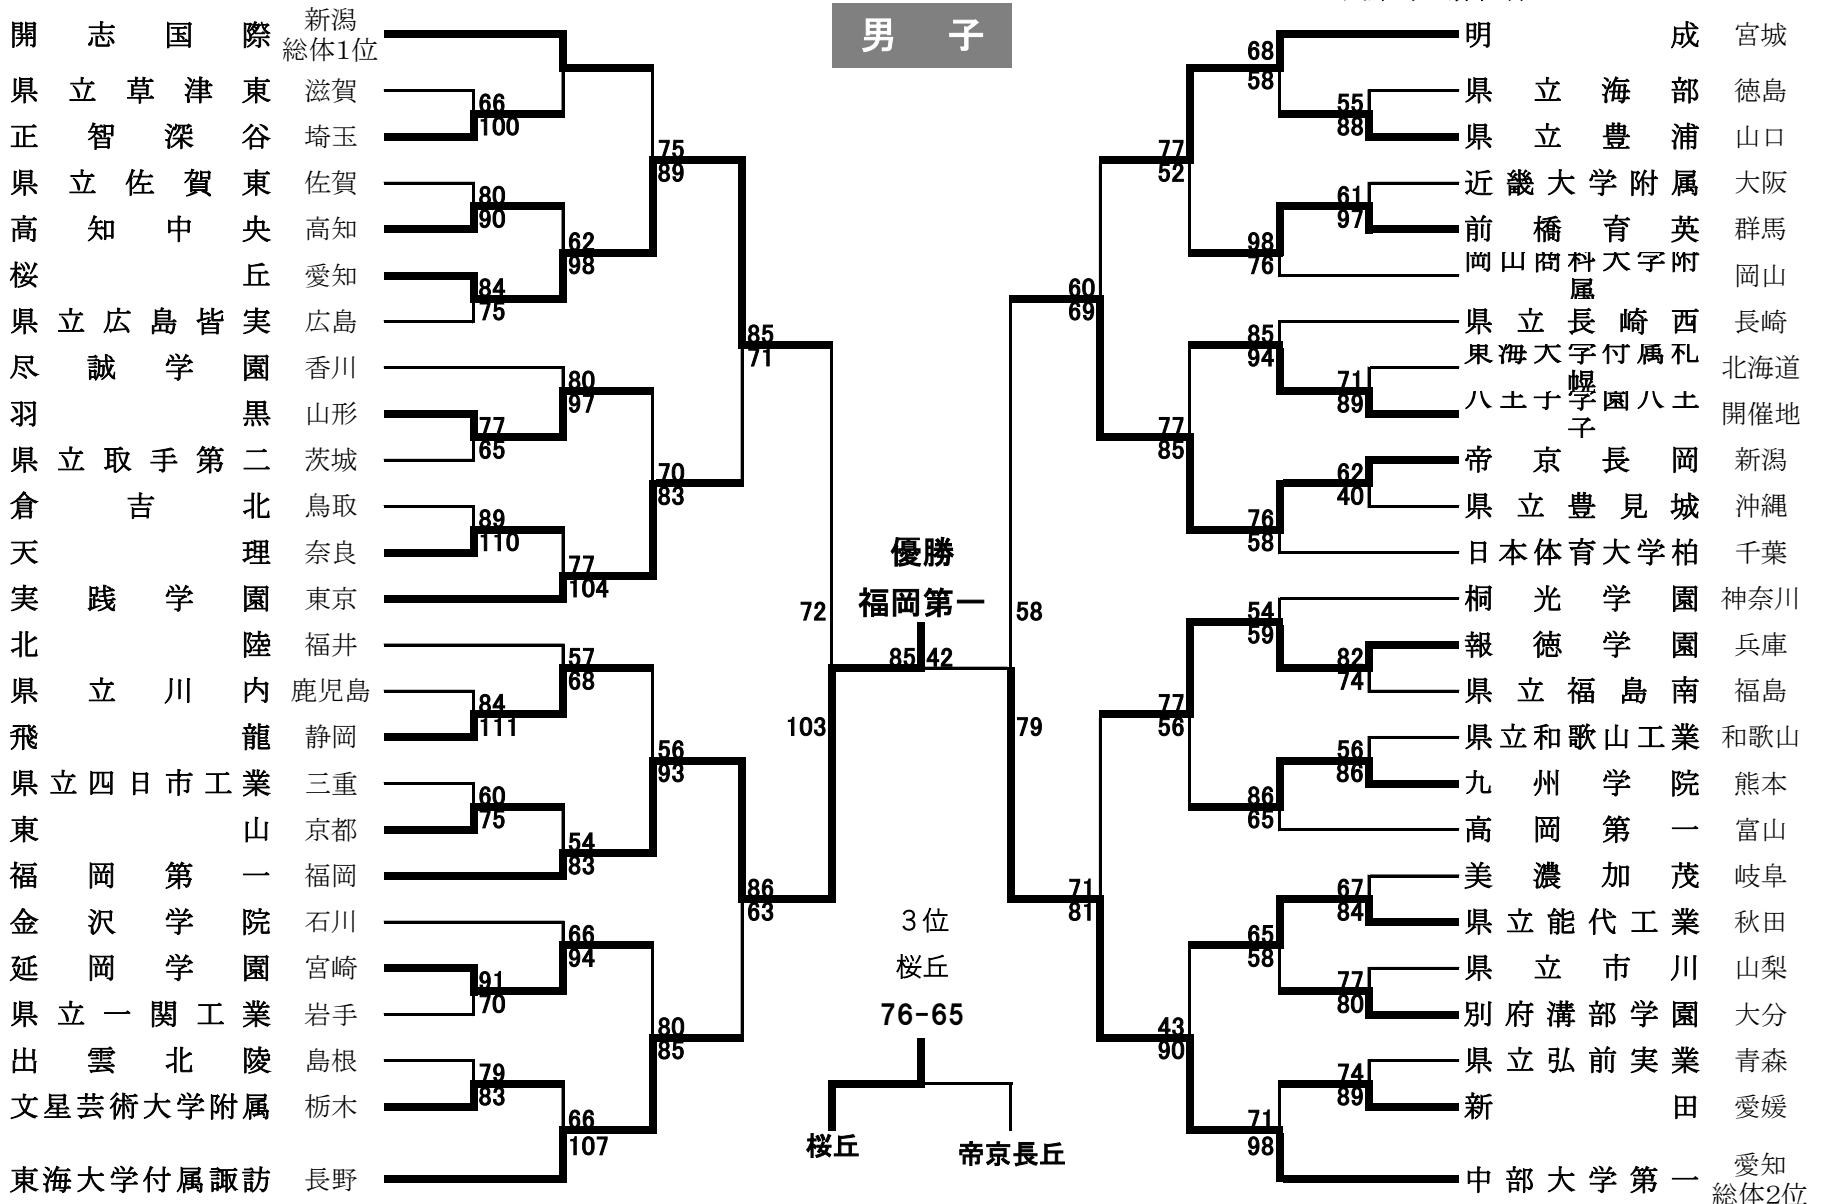 男 子
開志国際 新潟 総体1位
県立草津東 滋賀
66
100
正智深谷 埼玉
75
89
県立佐賀東 佐賀
80
90
高知中央 高知
62
98
桜丘 愛知
84
75
県立広島皆実 広島
85
71
尽誠学園 香川
80
97
羽黒 山形
77
65
県立取手第二 茨城
70
83
倉吉北 鳥取
89
110
天理 奈良
77
104
実践学園 東京
72
北陸 福井
57
68
県立川内 鹿児島
84
111
飛龍 静岡
103
56
93
県立四日市工業 三重
60
75
東山 京都
54
83
福岡第一 福岡
86
63
金沢学院 石川
66
94
延岡学園 宮崎
91
70
県立一関工業 岩手
80
85
出雲北陵 島根
79
83
文星芸術大学附属 栃木
66
107
東海大学付属諏訪 長野
優勝
福岡第一
85 42
3位
桜丘
76-65
桜丘
帝京長丘
68
58
明成 宮城
55
88
県立海部 徳島
県立豊浦 山口
77
52
61
97
近畿大学附属 大阪
前橋育英 群馬
98
76
岡山商科大学附属 岡山
60
69
85
94
県立長崎西 長崎
71
89
東海大学付属札幌 北海道
八王子学園八王子 開催地
77
85
62
40
帝京長岡 新潟
県立豊見城 沖縄
76
58
日本体育大学柏 千葉
58
54
59
桐光学園 神奈川
82
74
報徳学園 兵庫
県立福島南 福島
79
77
56
56
86
県立和歌山工業 和歌山
九州学院 熊本
86
65
高岡第一 富山
71
81
67
84
美濃加茂 岐阜
県立能代工業 秋田
65
58
77
80
県立市川 山梨
別府溝部学園 大分
43
90
74
89
県立弘前実業 青森
新田 愛媛
71
98
中部大学第一 愛知 総体2位